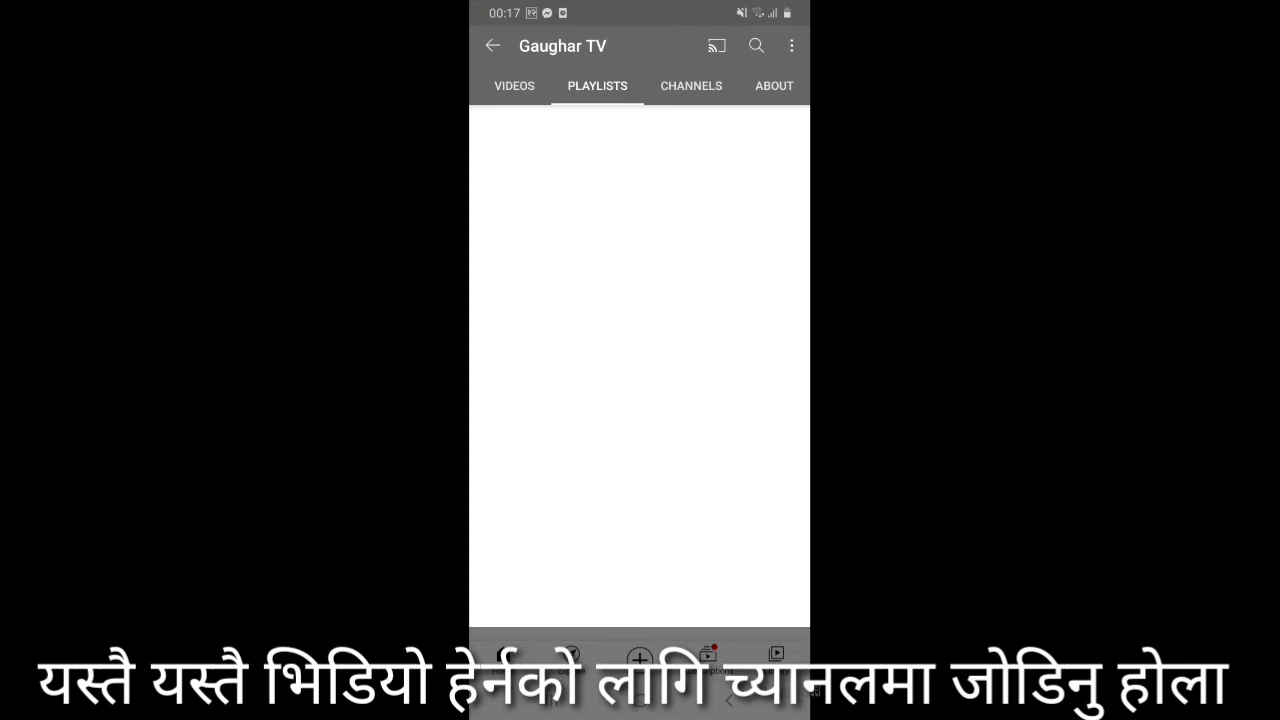 00:17
Gaughar TV
VIDEOS PLAYLISTS CHANNELS ABOUT
यस्तै यस्तै भिडियो हेर्नको लागि च्यानलमा जोडिनु होला